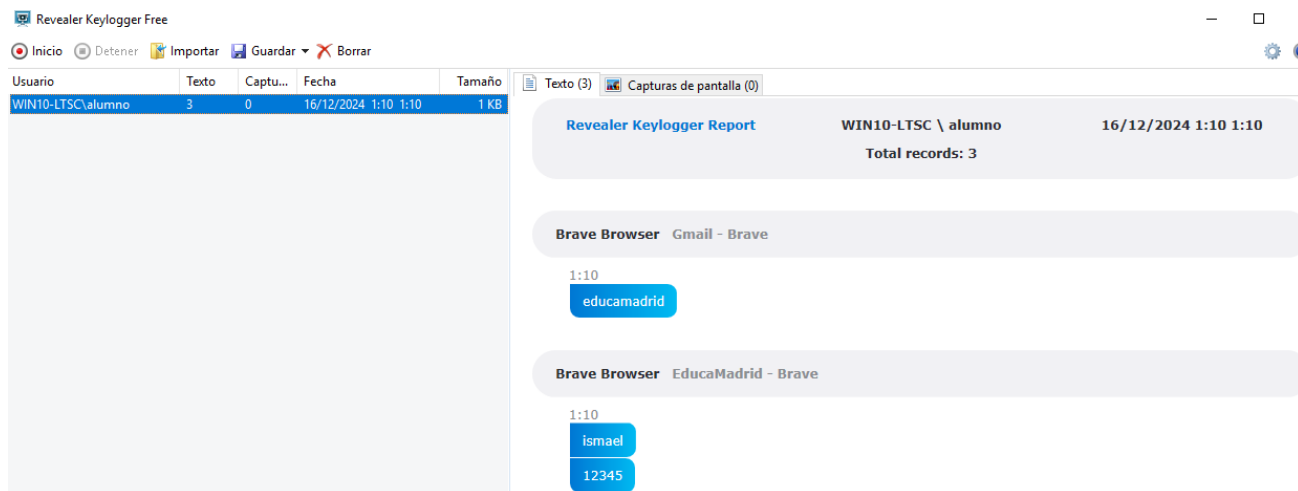 Revealer Keylogger Free
Inicio Detener Importar Guardar Borrar
Usuario Texto Captu... Fecha Tamaño
WIN10-LTSC\alumno 3 0 16/12/2024 1:10 1:10 1 KB
Texto (3) Capturas de pantalla (0)
Revealer Keylogger Report WIN10-LTSC \ alumno 16/12/2024 1:10 1:10
Total records: 3
Brave Browser Gmail - Brave
1:10
educamadrid
Brave Browser EducaMadrid - Brave
1:10
ismael
12345